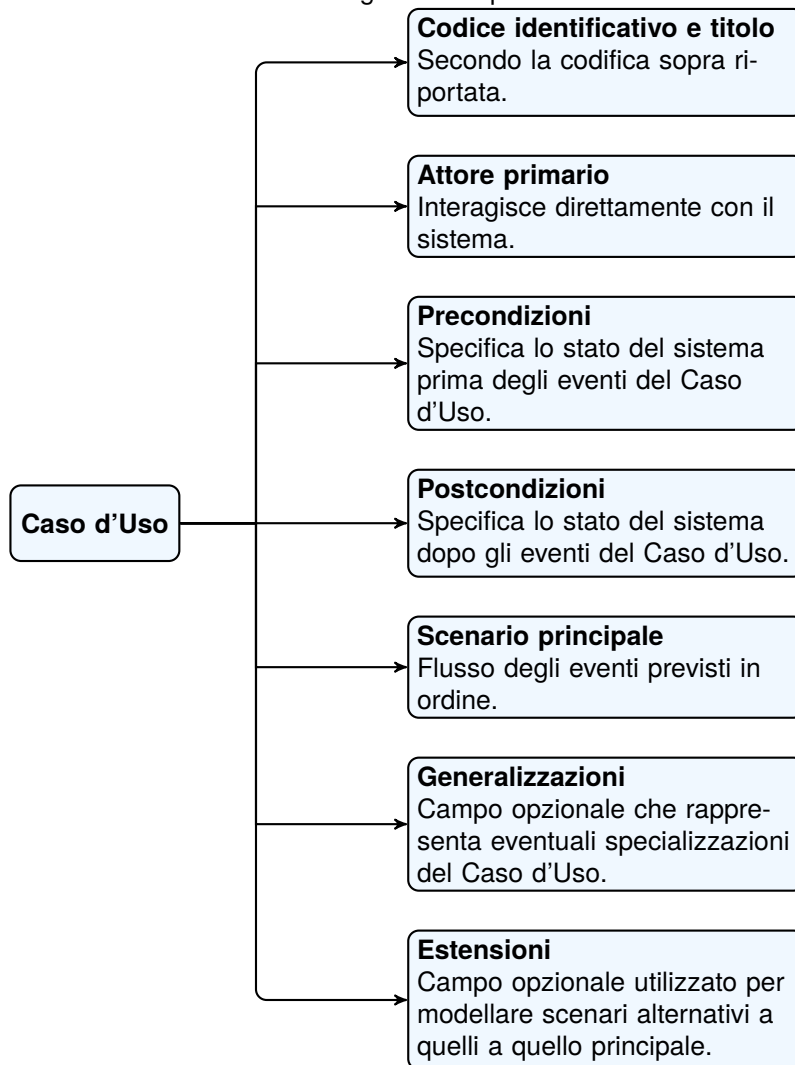 Codice identificativo e titolo
Secondo la codifica sopra ri-
portata.
Attore primario
Interagisce direttamente con il
sistema.
Precondizioni
Specifica lo stato del sistema
prima degli eventi del Caso
d'Uso.
Caso d'Uso
Postcondizioni
Specifica lo stato del sistema
dopo gli eventi del Caso d'Uso.
Scenario principale
Flusso degli eventi previsti in
ordine.
Generalizzazioni
Campo opzionale che rappre-
senta eventuali specializzazioni
del Caso d'Uso.
Estensioni
Campo opzionale utilizzato per
modellare scenari alternativi a
quelli a quello principale.